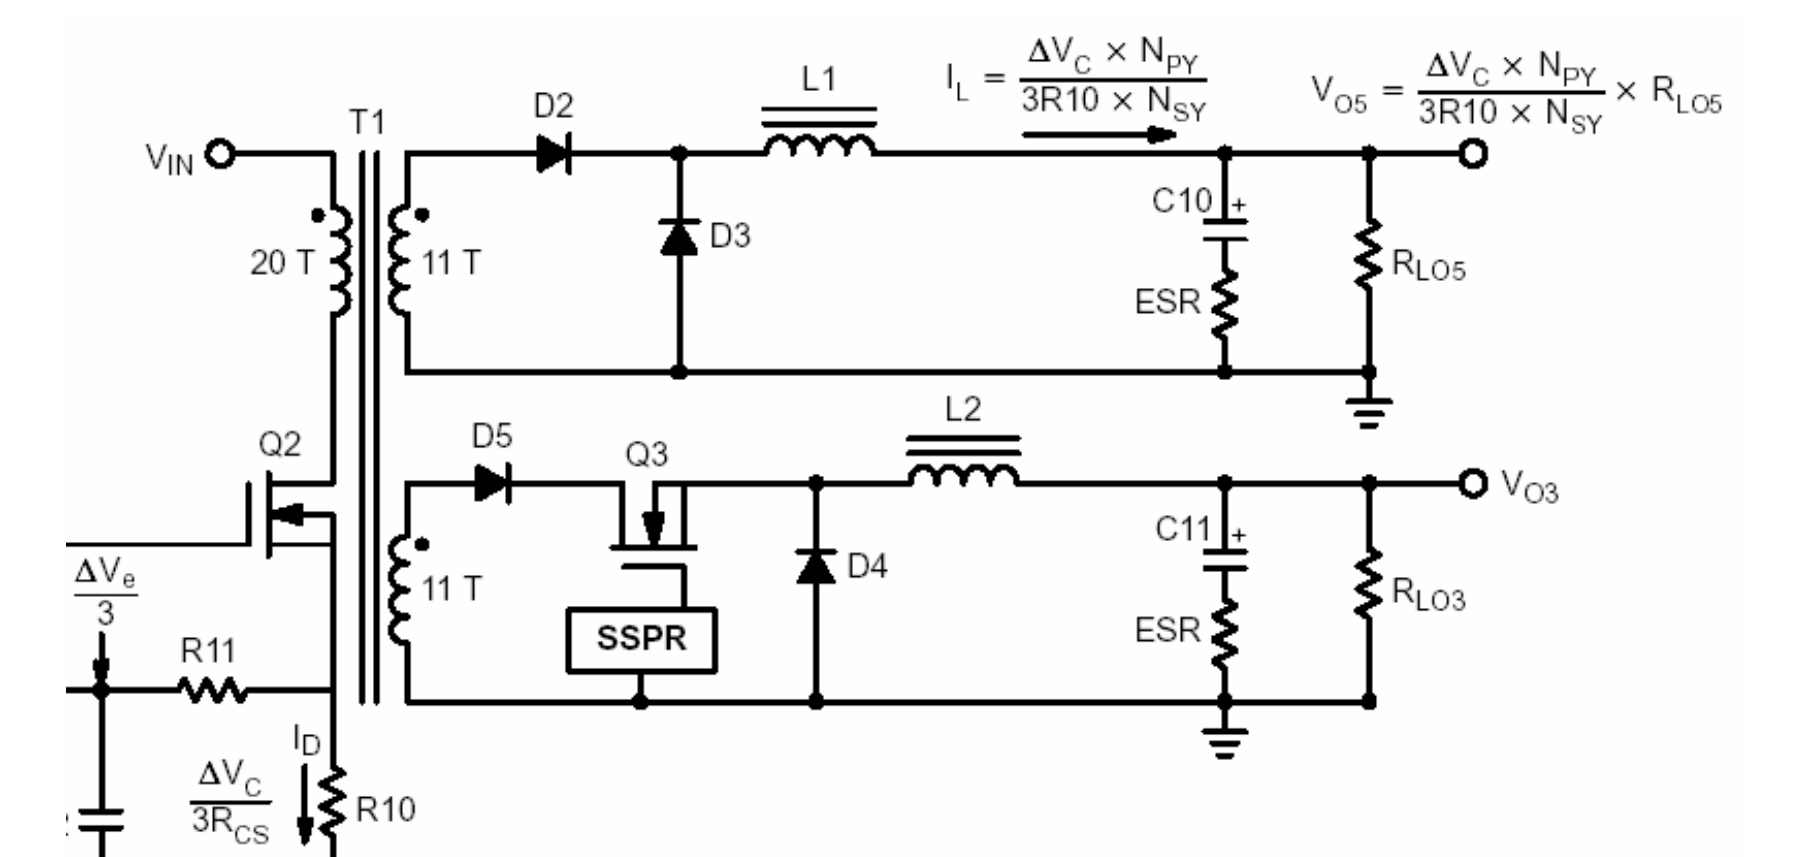 I_L = ΔV_C × N_PY / 3R10 × N_SY
V_O5 = ΔV_C × N_PY / 3R10 × N_SY × R_LO5
L1
D2
T1
V_IN
C10 +
D3
20 T
11 T
R_LO5
ESR
L2
D5
Q3
Q2
V_O3
C11 +
D4
ΔV_e / 3
11 T
R_LO3
SSPR
ESR
R11
I_D
ΔV_C / 3R_CS
R10